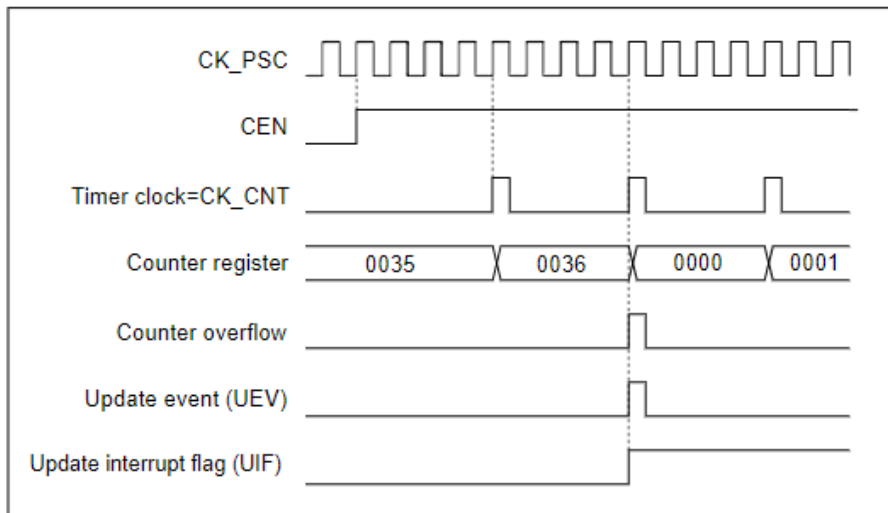 CK_PSC
CEN
Timer clock=CK_CNT
Counter register 0035 0036 0000 0001
Counter overflow
Update event (UEV)
Update interrupt flag (UIF)